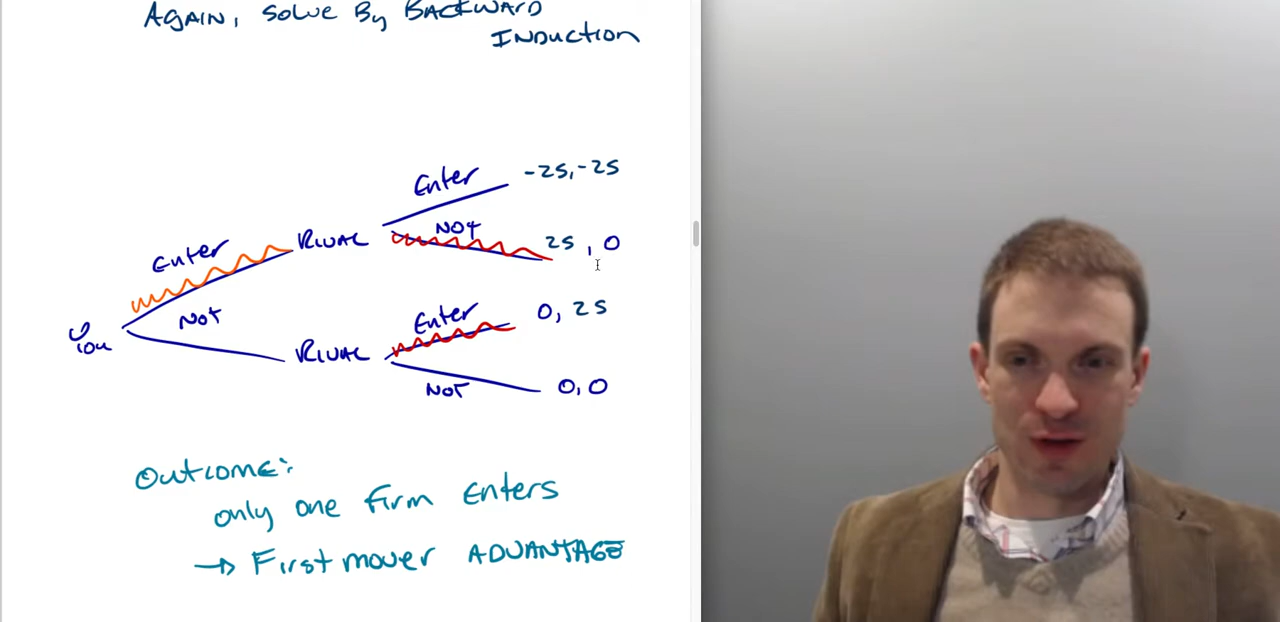 AGAIN, Solve By BACKWARD
INDUCTION
Enter
-25, -25
Enter
RIVAL
NOT
25, 0
You
NOT
Enter
0, 25
RIVAL
NOT
0, 0
Outcome:
only one firm Enters
→ First mover ADVANTAGE